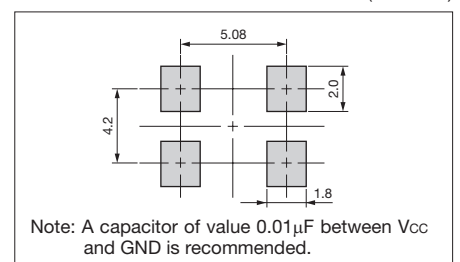 5.08
2.0
4.2
1.8
Note: A capacitor of value 0.01μF between Vcc
and GND is recommended.